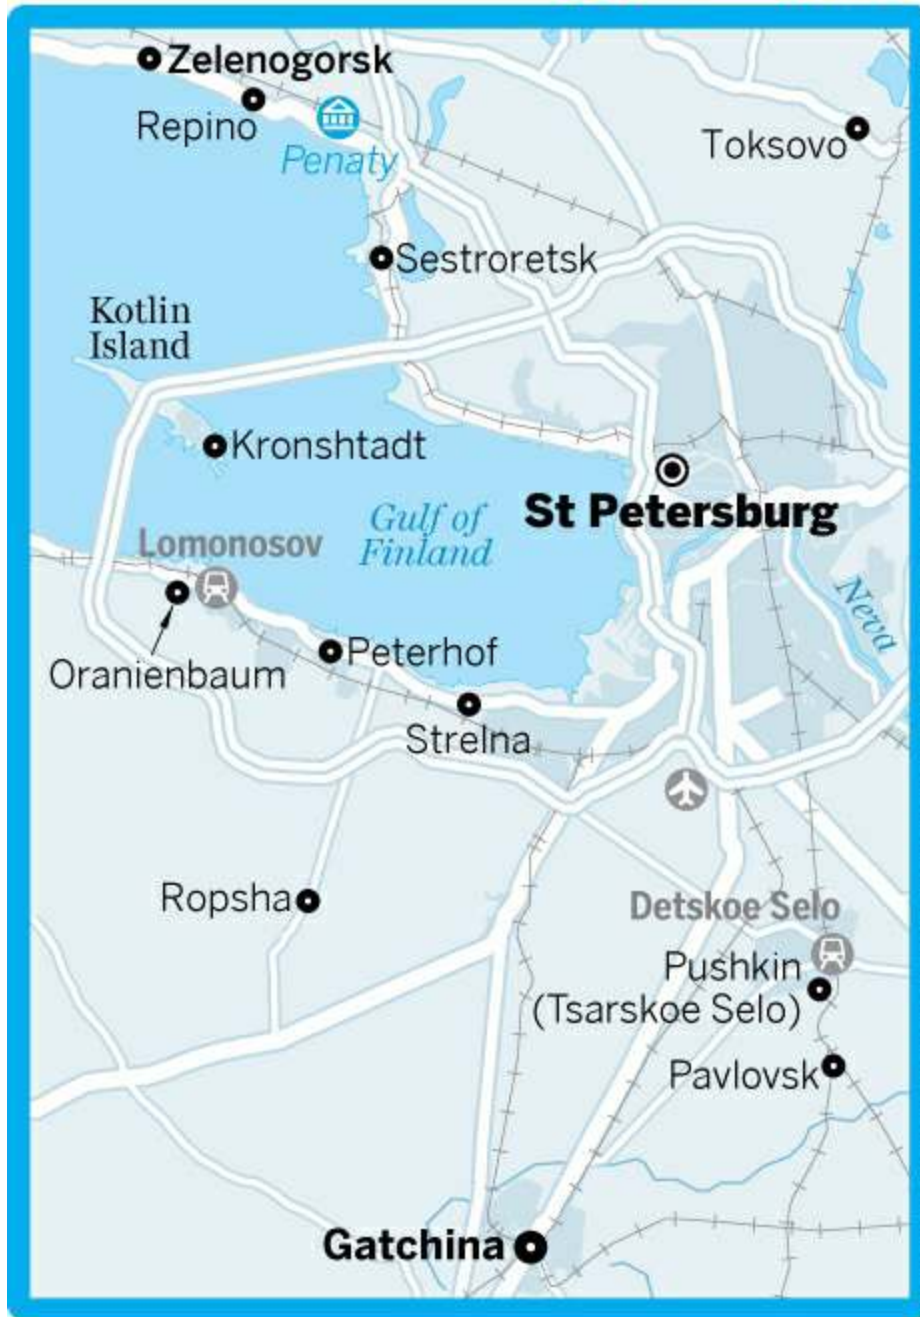 Zelenogorsk
Repino
Penaty
Toksovo
Sestroretsk
Kotlin
Island
Kronshtadt
St Petersburg
Gulf of
Finland
Lomonosov
Neva
Oranienbaum
Peterhof
Strelna
Ropsha
Detskoe Selo
Pushkin
(Tsarskoe Selo)
Pavlovsk
Gatchina